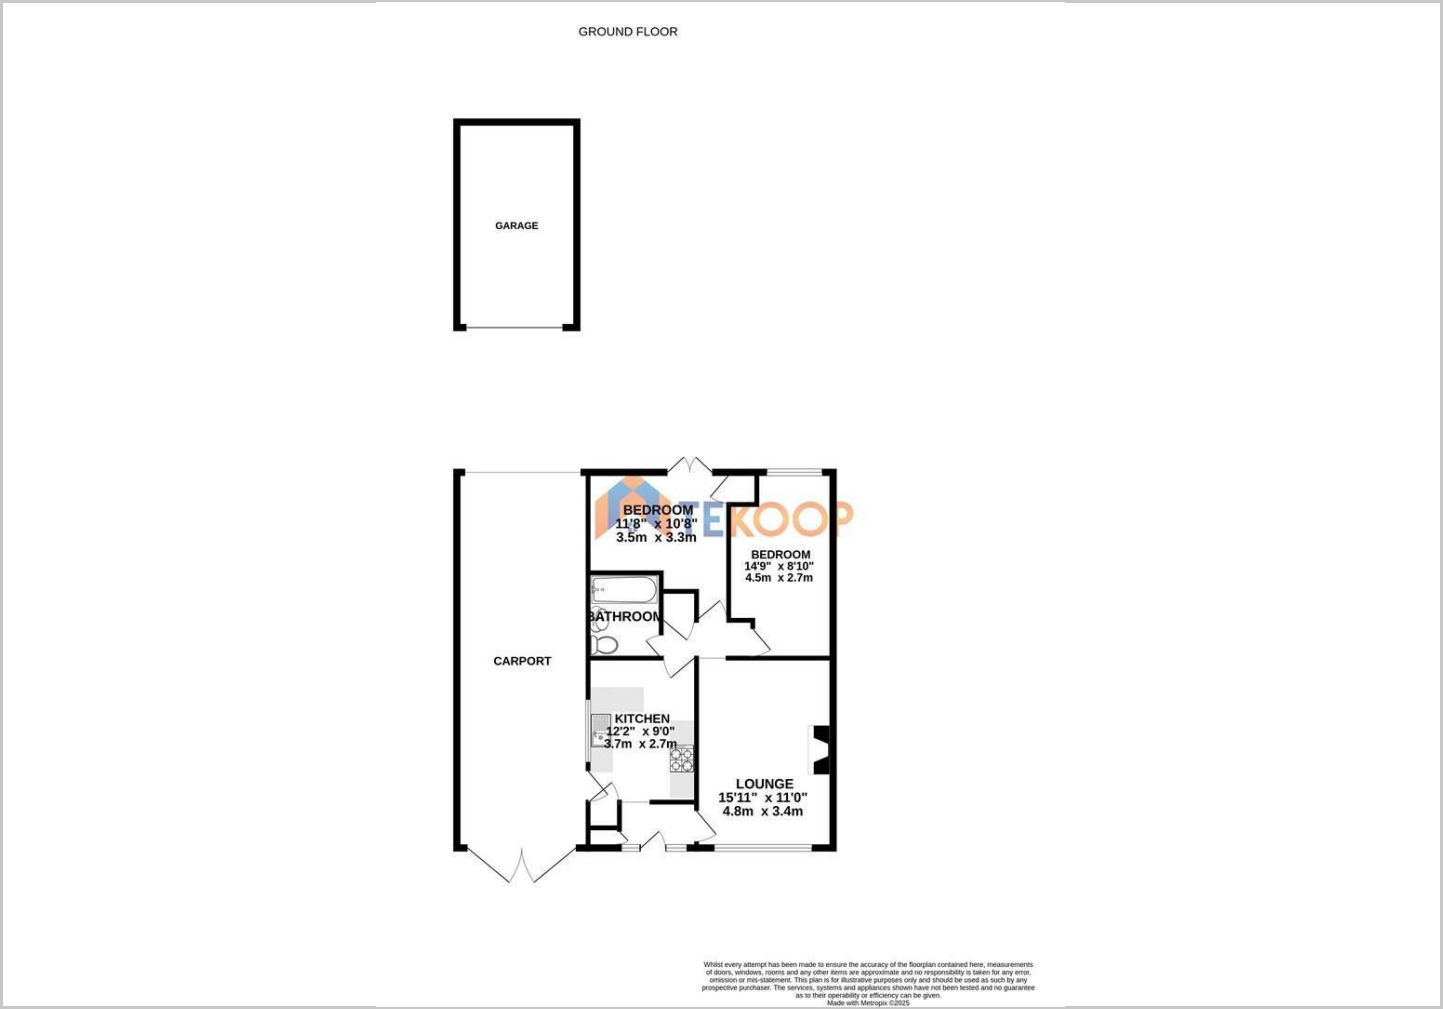 GROUND FLOOR
GARAGE
BEDROOM
11'8" x 10'8"
3.5m x 3.3m
TEKOOP
BEDROOM
14'9" x 8'10"
4.5m x 2.7m
BATHROOM
CARPORT
KITCHEN
12'2" x 9'0"
3.7m x 2.7m
LOUNGE
15'11" x 11'0"
4.8m x 3.4m
Whilst every attempt has been made to ensure the accuracy of the floorplan contained here, measurements
of doors, windows, rooms and any other items are approximate and no responsibility is taken for any error,
omission or mis-statement. This plan is for illustrative purposes only and should be used as such by any
prospective purchaser. The services, systems and appliances shown have not been tested and no guarantee
as to their operability or efficiency can be given.
Made with Metropix ©2025